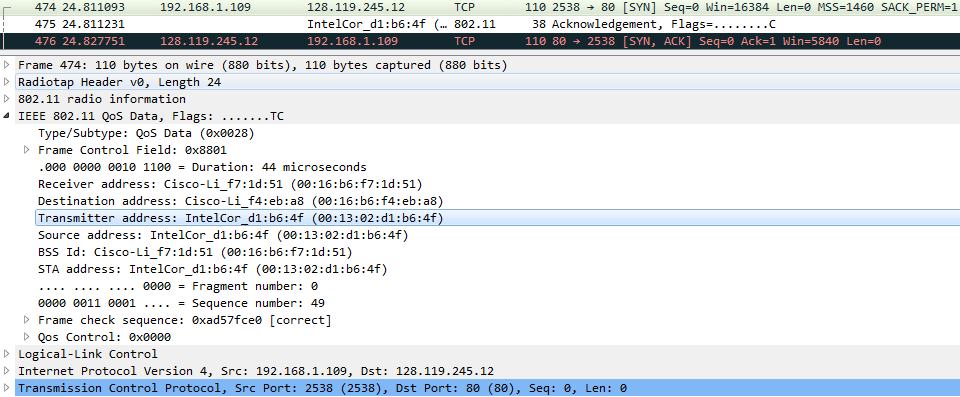 474 24.811093 192.168.1.109 128.119.245.12 TCP 110 2538 → 80 [SYN] Seq=0 Win=16384 Len=0 MSS=1460 SACK_PERM=1
475 24.811231 IntelCor_d1:b6:4f (… 802.11 38 Acknowledgement, Flags=........C
476 24.827751 128.119.245.12 192.168.1.109 TCP 110 80 → 2538 [SYN, ACK] Seq=0 Ack=1 Win=5840 Len=0
Frame 474: 110 bytes on wire (880 bits), 110 bytes captured (880 bits)
Radiotap Header v0, Length 24
802.11 radio information
IEEE 802.11 QoS Data, Flags: .......TC
Type/Subtype: QoS Data (0x0028)
Frame Control Field: 0x8801
.000 0000 0010 1100 = Duration: 44 microseconds
Receiver address: Cisco-Li_f7:1d:51 (00:16:b6:f7:1d:51)
Destination address: Cisco-Li_f4:eb:a8 (00:16:b6:f4:eb:a8)
Transmitter address: IntelCor_d1:b6:4f (00:13:02:d1:b6:4f)
Source address: IntelCor_d1:b6:4f (00:13:02:d1:b6:4f)
BSS Id: Cisco-Li_f7:1d:51 (00:16:b6:f7:1d:51)
STA address: IntelCor_d1:b6:4f (00:13:02:d1:b6:4f)
.... .... .... 0000 = Fragment number: 0
0000 0011 0001 .... = Sequence number: 49
Frame check sequence: 0xad57fce0 [correct]
Qos Control: 0x0000
Logical-Link Control
Internet Protocol Version 4, Src: 192.168.1.109, Dst: 128.119.245.12
Transmission Control Protocol, Src Port: 2538 (2538), Dst Port: 80 (80), Seq: 0, Len: 0